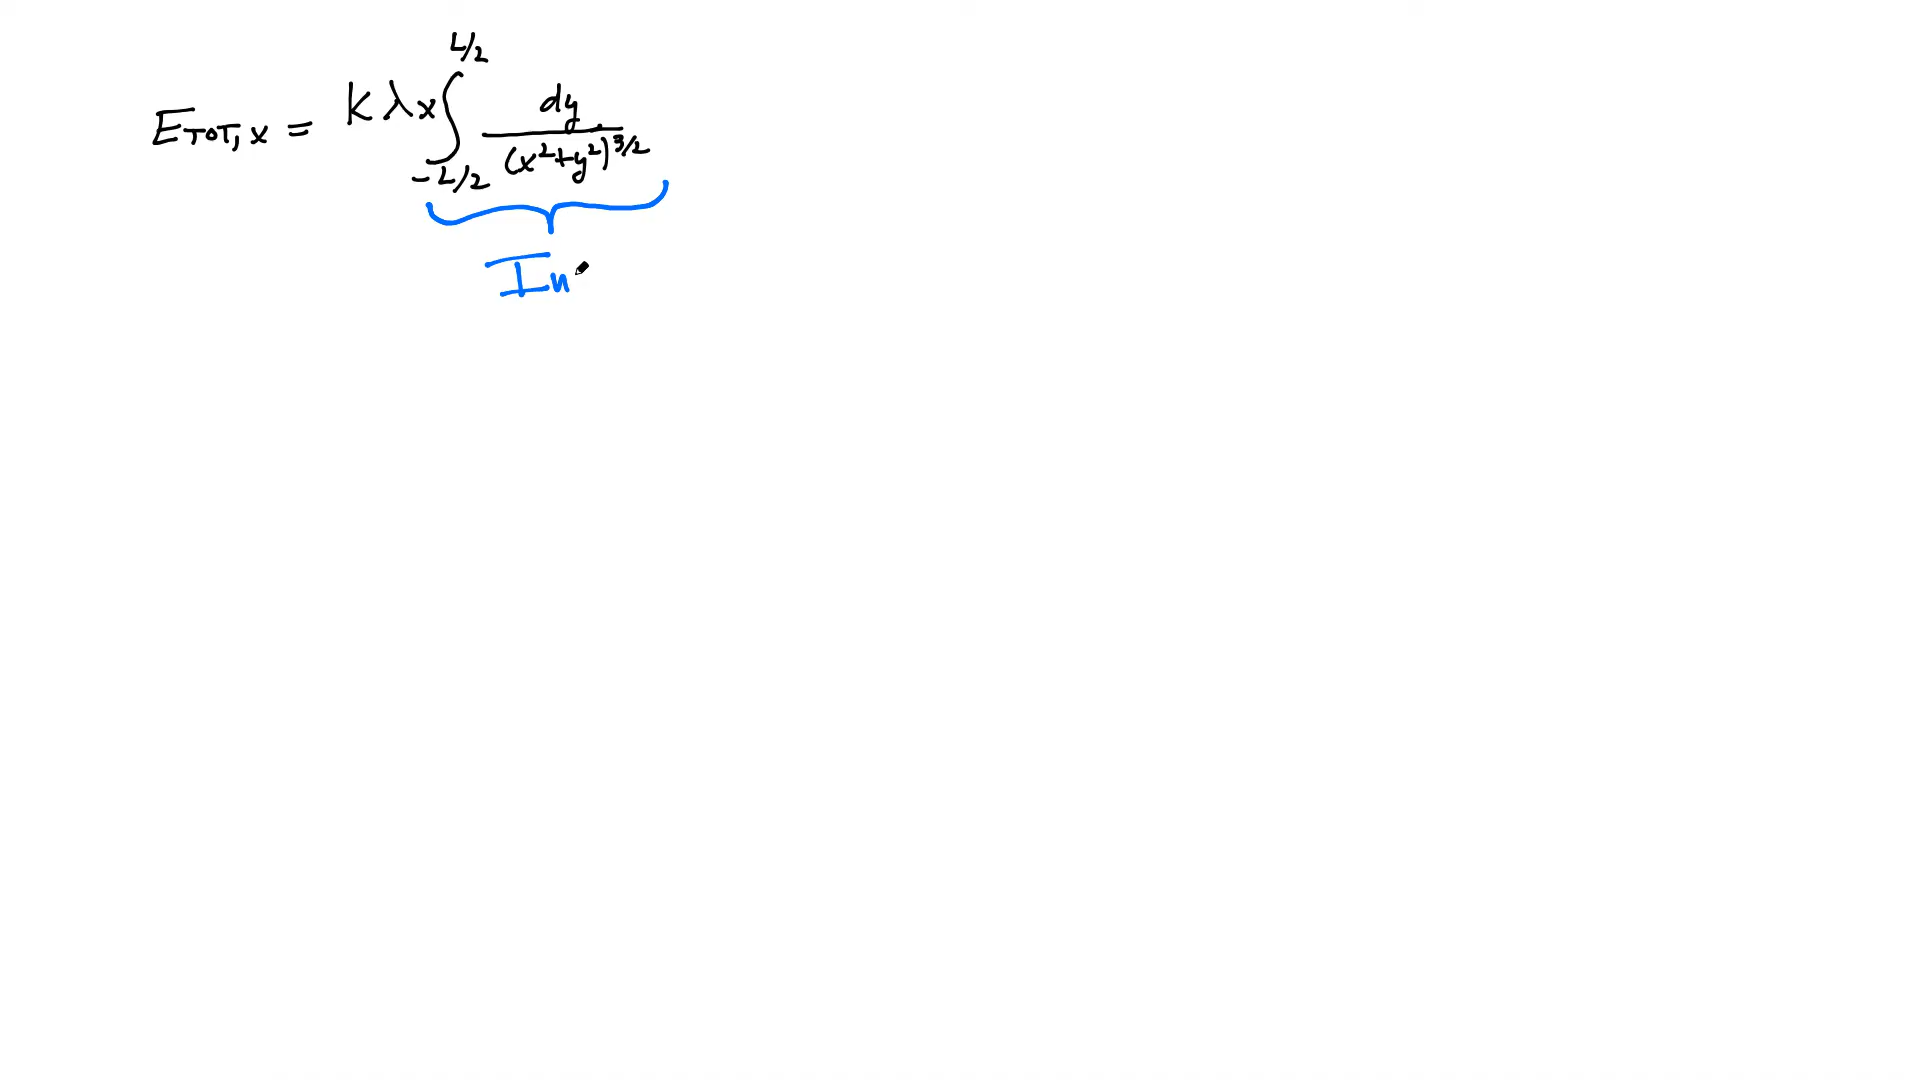 E_TOT,x = kλx ∫_{-L/2}^{L/2} dy/(x²+y²)^{3/2}
In